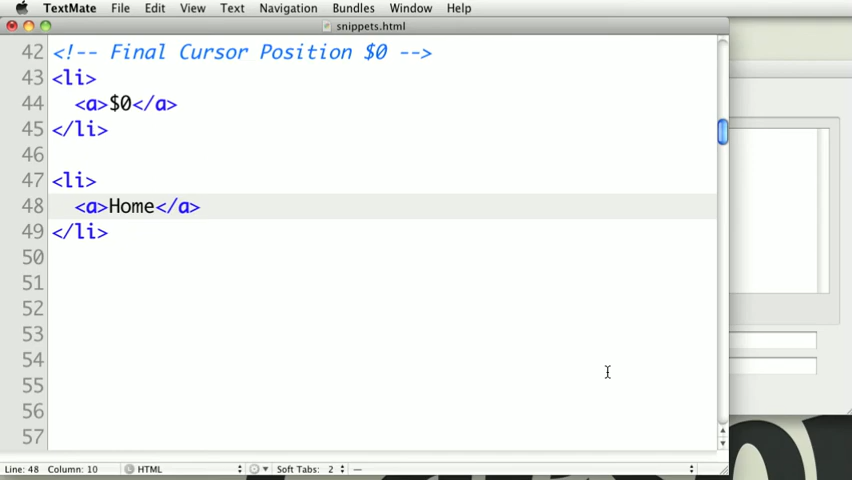 TextMate File Edit View Text Navigation Bundles Window Help
snippets.html
42 <!-- Final Cursor Position $0 -->
43 <li>
44 <a>$0</a>
45 </li>
46
47 <li>
48 <a>Home</a>
49 </li>
50
51
52
53
54
55
56
57
Line: 48 Column: 10 HTML Soft Tabs: 2 —